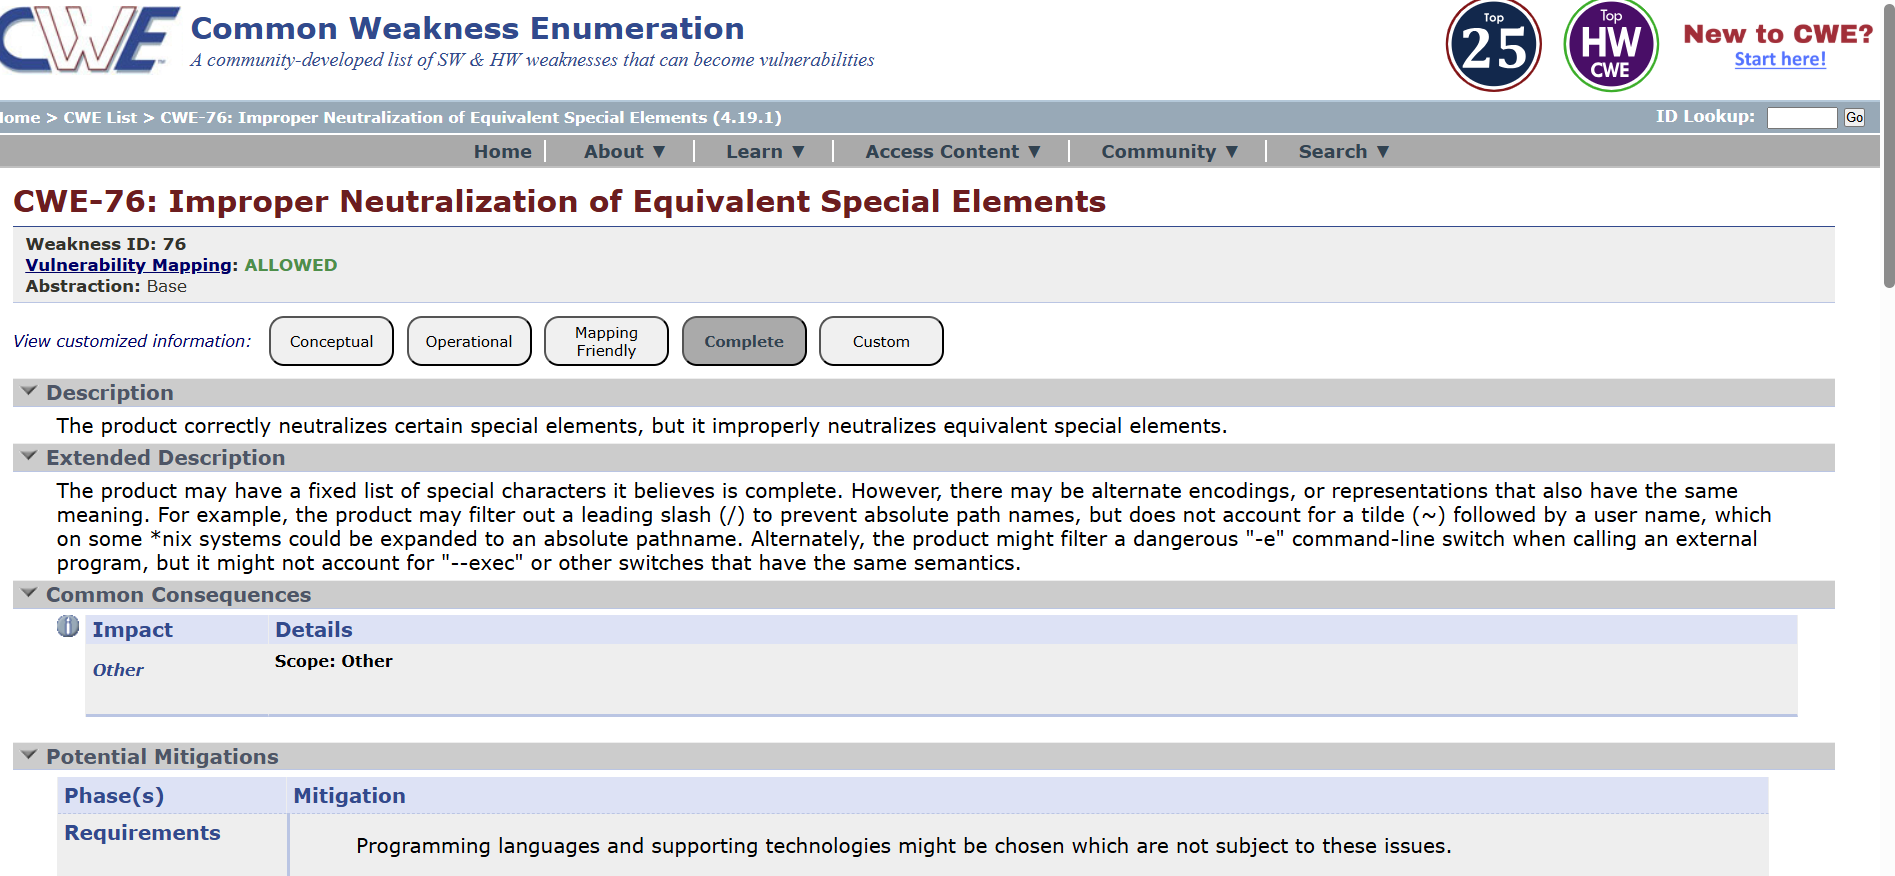 CWE Common Weakness Enumeration
A community-developed list of SW & HW weaknesses that can become vulnerabilities
Top 25
Top HW CWE
New to CWE?
Start here!
ome > CWE List > CWE-76: Improper Neutralization of Equivalent Special Elements (4.19.1)
ID Lookup: Go
Home About ▼ Learn ▼ Access Content ▼ Community ▼ Search ▼
CWE-76: Improper Neutralization of Equivalent Special Elements
Weakness ID: 76
Vulnerability Mapping: ALLOWED
Abstraction: Base
View customized information: Conceptual Operational Mapping Friendly Complete Custom
Description
The product correctly neutralizes certain special elements, but it improperly neutralizes equivalent special elements.
Extended Description
The product may have a fixed list of special characters it believes is complete. However, there may be alternate encodings, or representations that also have the same
meaning. For example, the product may filter out a leading slash (/) to prevent absolute path names, but does not account for a tilde (~) followed by a user name, which
on some *nix systems could be expanded to an absolute pathname. Alternately, the product might filter a dangerous "-e" command-line switch when calling an external
program, but it might not account for "--exec" or other switches that have the same semantics.
Common Consequences
Impact Details
Other Scope: Other
Potential Mitigations
Phase(s) Mitigation
Requirements
Programming languages and supporting technologies might be chosen which are not subject to these issues.